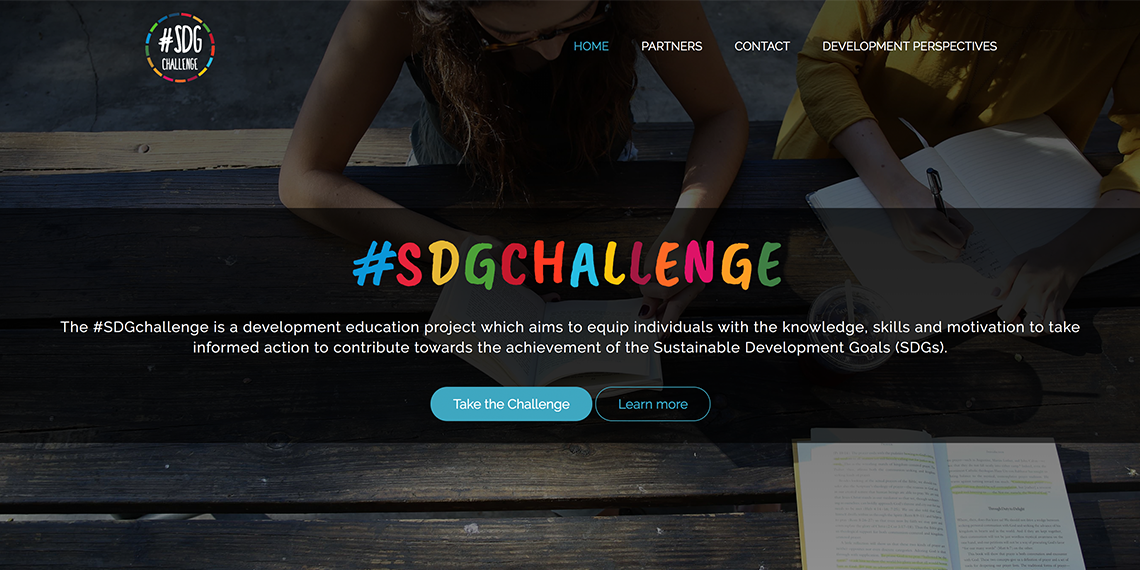 #SDG
CHALLENGE
HOME PARTNERS CONTACT DEVELOPMENT PERSPECTIVES
#SDGCHALLENGE
The #SDGchallenge is a development education project which aims to equip individuals with the knowledge, skills and motivation to take
informed action to contribute towards the achievement of the Sustainable Development Goals (SDGs).
Take the Challenge Learn more